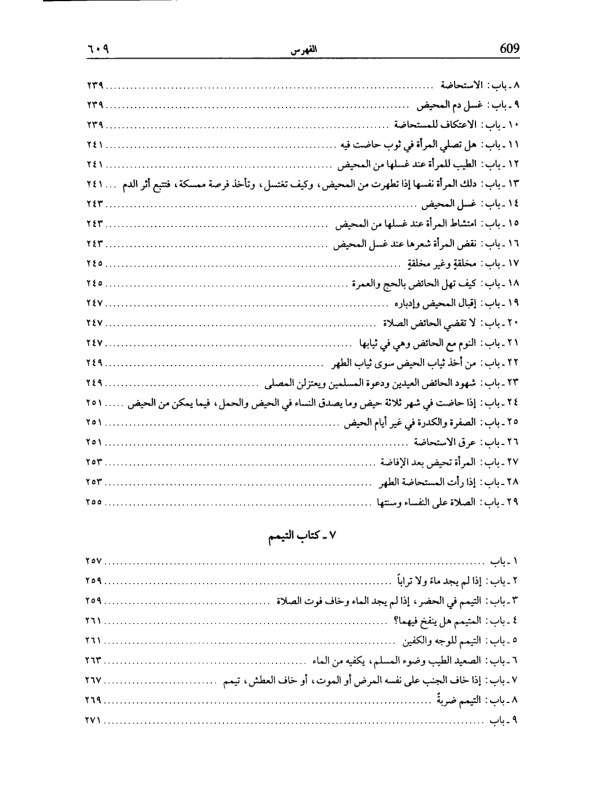 609 الفهرس ٦٠٩
٨ ـ باب: الاستحاضة ........ ٢٣٩
٩ ـ باب: غسل دم المحيض ........ ٢٣٩
١٠ ـ باب: الاعتكاف للمستحاضة ........ ٢٣٩
١١ ـ باب: هل تصلي المرأة في ثوب حاضت فيه ........ ٢٤١
١٢ ـ باب: الطيب للمرأة عند غسلها من المحيض ........ ٢٤١
١٣ ـ باب: دلك المرأة نفسها إذا تطهرت من المحيض، وكيف تغتسل، وتأخذ فرصة ممسكة، فتتبع أثر الدم ... ٢٤١
١٤ ـ باب: غسل المحيض ........ ٢٤٣
١٥ ـ باب: امتشاط المرأة عند غسلها من المحيض ........ ٢٤٣
١٦ ـ باب: نقض المرأة شعرها عند غسل المحيض ........ ٢٤٣
١٧ ـ باب: مخلقةٍ وغير مخلقةٍ ........ ٢٤٥
١٨ ـ باب: كيف تهل الحائض بالحج والعمرة ........ ٢٤٥
١٩ ـ باب: إقبال المحيض وإدباره ........ ٢٤٧
٢٠ ـ باب: لا تقضي الحائض الصلاة ........ ٢٤٧
٢١ ـ باب: النوم مع الحائض وهي في ثيابها ........ ٢٤٧
٢٢ ـ باب: من أخذ ثياب الحيض سوى ثياب الطهر ........ ٢٤٩
٢٣ ـ باب: شهود الحائض العيدين ودعوة المسلمين ويعتزلن المصلى ........ ٢٤٩
٢٤ ـ باب: إذا حاضت في شهر ثلاثة حيض وما يصدق النساء في الحيض والحمل، فيما يمكن من الحيض ..... ٢٥١
٢٥ ـ باب: الصفرة والكدرة في غير أيام الحيض ........ ٢٥١
٢٦ ـ باب: عرق الاستحاضة ........ ٢٥١
٢٧ ـ باب: المرأة تحيض بعد الإفاضة ........ ٢٥٣
٢٨ ـ باب: إذا رأت المستحاضة الطهر ........ ٢٥٣
٢٩ ـ باب: الصلاة على النفساء وسنتها ........ ٢٥٥
٧ ـ كتاب التيمم
١ ـ باب ........ ٢٥٧
٢ ـ باب: إذا لم يجد ماءً ولا تراباً ........ ٢٥٩
٣ ـ باب: التيمم في الحضر، إذا لم يجد الماء وخاف فوت الصلاة ........ ٢٥٩
٤ ـ باب: المتيمم هل ينفخ فيهما؟ ........ ٢٦١
٥ ـ باب: التيمم للوجه والكفين ........ ٢٦١
٦ ـ باب: الصعيد الطيب وضوء المسلم، يكفيه من الماء ........ ٢٦٣
٧ ـ باب: إذا خاف الجنب على نفسه المرض أو الموت، أو خاف العطش، تيمم ........ ٢٦٧
٨ ـ باب: التيمم ضربةٌ ........ ٢٦٩
٩ ـ باب ........ ٢٧١